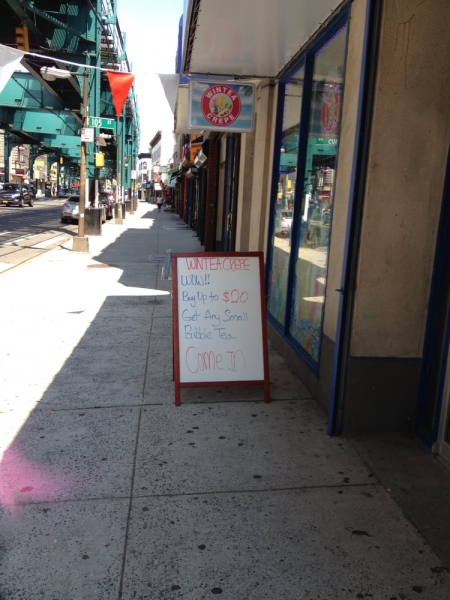 WINTEA
CREPE
WINTEA CREPE
WOW!!
Buy Up to $20
Get Any Small
Bubble Tea
Come In